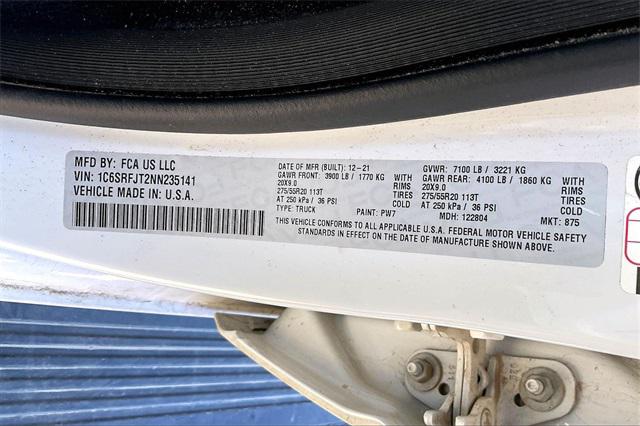 MFD BY: FCA US LLC
VIN: 1C6SRFJT2NN235141
VEHICLE MADE IN U.S.A.
DATE OF MFR (BUILT): 12-21
GAWR FRONT: 3900 LB / 1770 KG
20X9.0 RIMS
275/55R20 113T TIRES
AT 250 kPa / 36 PSI COLD
TYPE: TRUCK PAINT: PW7
GVWR: 7100 LB / 3221 KG
GAWR REAR: 4100 LB / 1860 KG
20X9.0 RIMS
275/55R20 113T TIRES
AT 250 kPa / 36 PSI COLD
MDH: 122804 MKT: 875
THIS VEHICLE CONFORMS TO ALL APPLICABLE U.S.A. FEDERAL MOTOR VEHICLE SAFETY
STANDARDS IN EFFECT ON THE DATE OF MANUFACTURE SHOWN ABOVE.